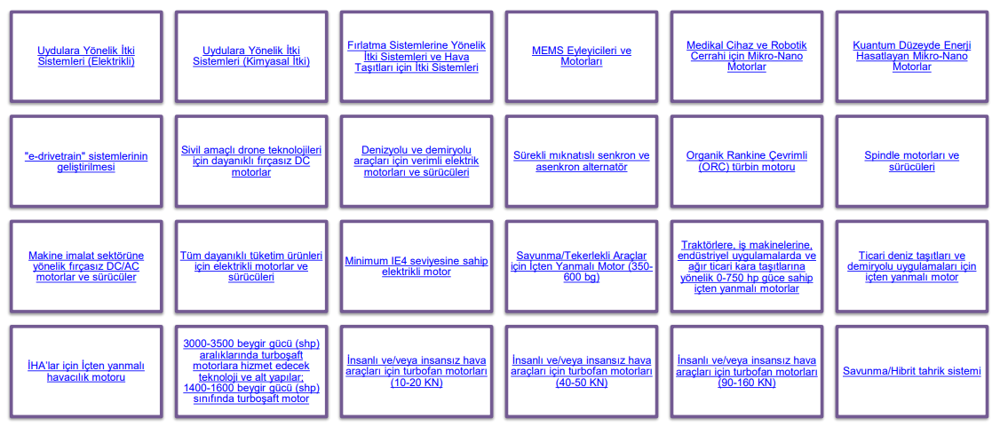 Uydulara Yönelik İtki
Sistemleri (Elektrikli)
Uydulara Yönelik İtki
Sistemleri (Kimyasal İtki)
Fırlatma Sistemlerine Yönelik
İtki Sistemleri ve Hava
Taşıtları için İtki Sistemleri
MEMS Eyleyicileri ve
Motorları
Medikal Cihaz ve Robotik
Cerrahi için Mikro-Nano
Motorlar
Kuantum Düzeyde Enerji
Hasatlayan Mikro-Nano
Motorlar
"e-drivetrain" sistemlerinin
geliştirilmesi
Sivil amaçlı drone teknolojileri
için dayanıklı fırçasız DC
motorlar
Denizyolu ve demiryolu
araçları için verimli elektrik
motorları ve sürücüleri
Sürekli mıknatıslı senkron ve
asenkron alternatör
Organik Rankine Çevrimli
(ORC) türbin motoru
Spindle motorları ve
sürücüleri
Makine imalat sektörüne
yönelik fırçasız DC/AC
motorlar ve sürücüler
Tüm dayanıklı tüketim ürünleri
için elektrikli motorlar ve
sürücüleri
Minimum IE4 seviyesine sahip
elektrikli motor
Savunma/Tekerlekli Araçlar
için İçten Yanmalı Motor (350-
600 bg)
Traktörlere, iş makinelerine,
endüstriyel uygulamalarda ve
ağır ticari kara taşıtlarına
yönelik 0-750 hp güce sahip
içten yanmalı motorlar
Ticari deniz taşıtları ve
demiryolu uygulamaları için
içten yanmalı motor
İHA'lar için İçten yanmalı
havacılık motoru
3000-3500 beygir gücü (shp)
aralıklarında turboşaft
motorlara hizmet edecek
teknoloji ve alt yapılar;
1400-1600 beygir gücü (shp)
sınıfında turboşaft motor
İnsanlı ve/veya insansız hava
araçları için turbofan motorları
(10-20 KN)
İnsanlı ve/veya insansız hava
araçları için turbofan motorları
(40-50 KN)
İnsanlı ve/veya insansız hava
araçları için turbofan motorları
(90-160 KN)
Savunma/Hibrit tahrik sistemi